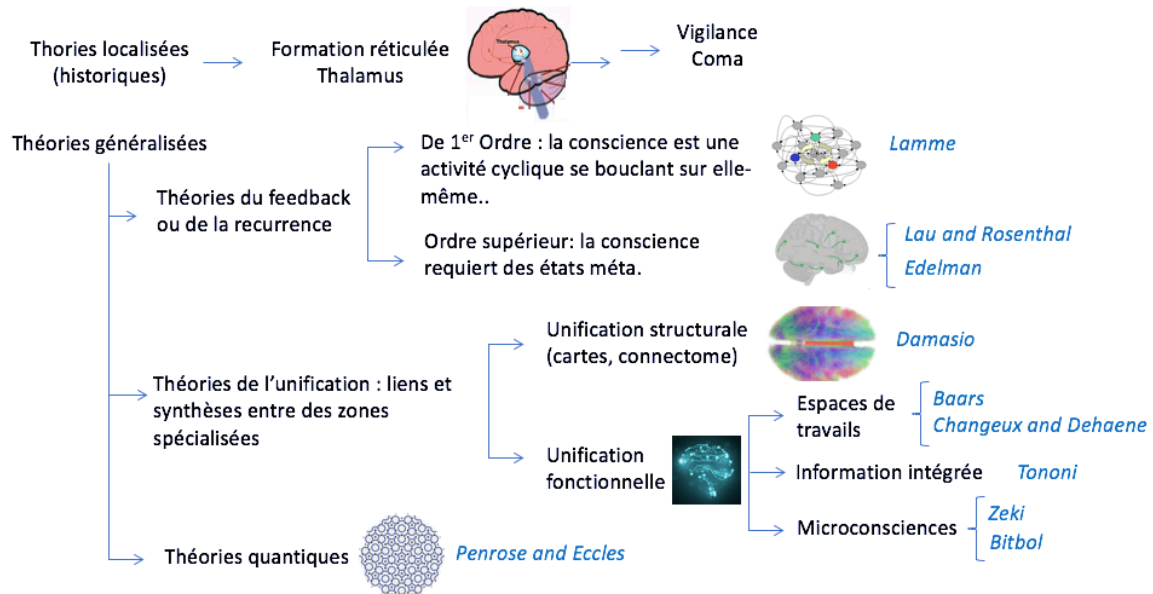 Thories localisées
(historiques)
Formation réticulée
Thalamus
Thalamus
Vigilance
Coma
Théories généralisées
Théories du feedback
ou de la recurrence
De 1er Ordre : la conscience est une
activité cyclique se bouclant sur elle-
même..
Lamme
Ordre supérieur: la conscience
requiert des états méta.
Lau and Rosenthal
Edelman
Théories de l'unification : liens et
synthèses entre des zones
spécialisées
Unification structurale
(cartes, connectome)
Damasio
Unification
fonctionnelle
Espaces de
travails
Baars
Changeux and Dehaene
Information intégrée
Tononi
Microconsciences
Zeki
Bitbol
Théories quantiques
Penrose and Eccles